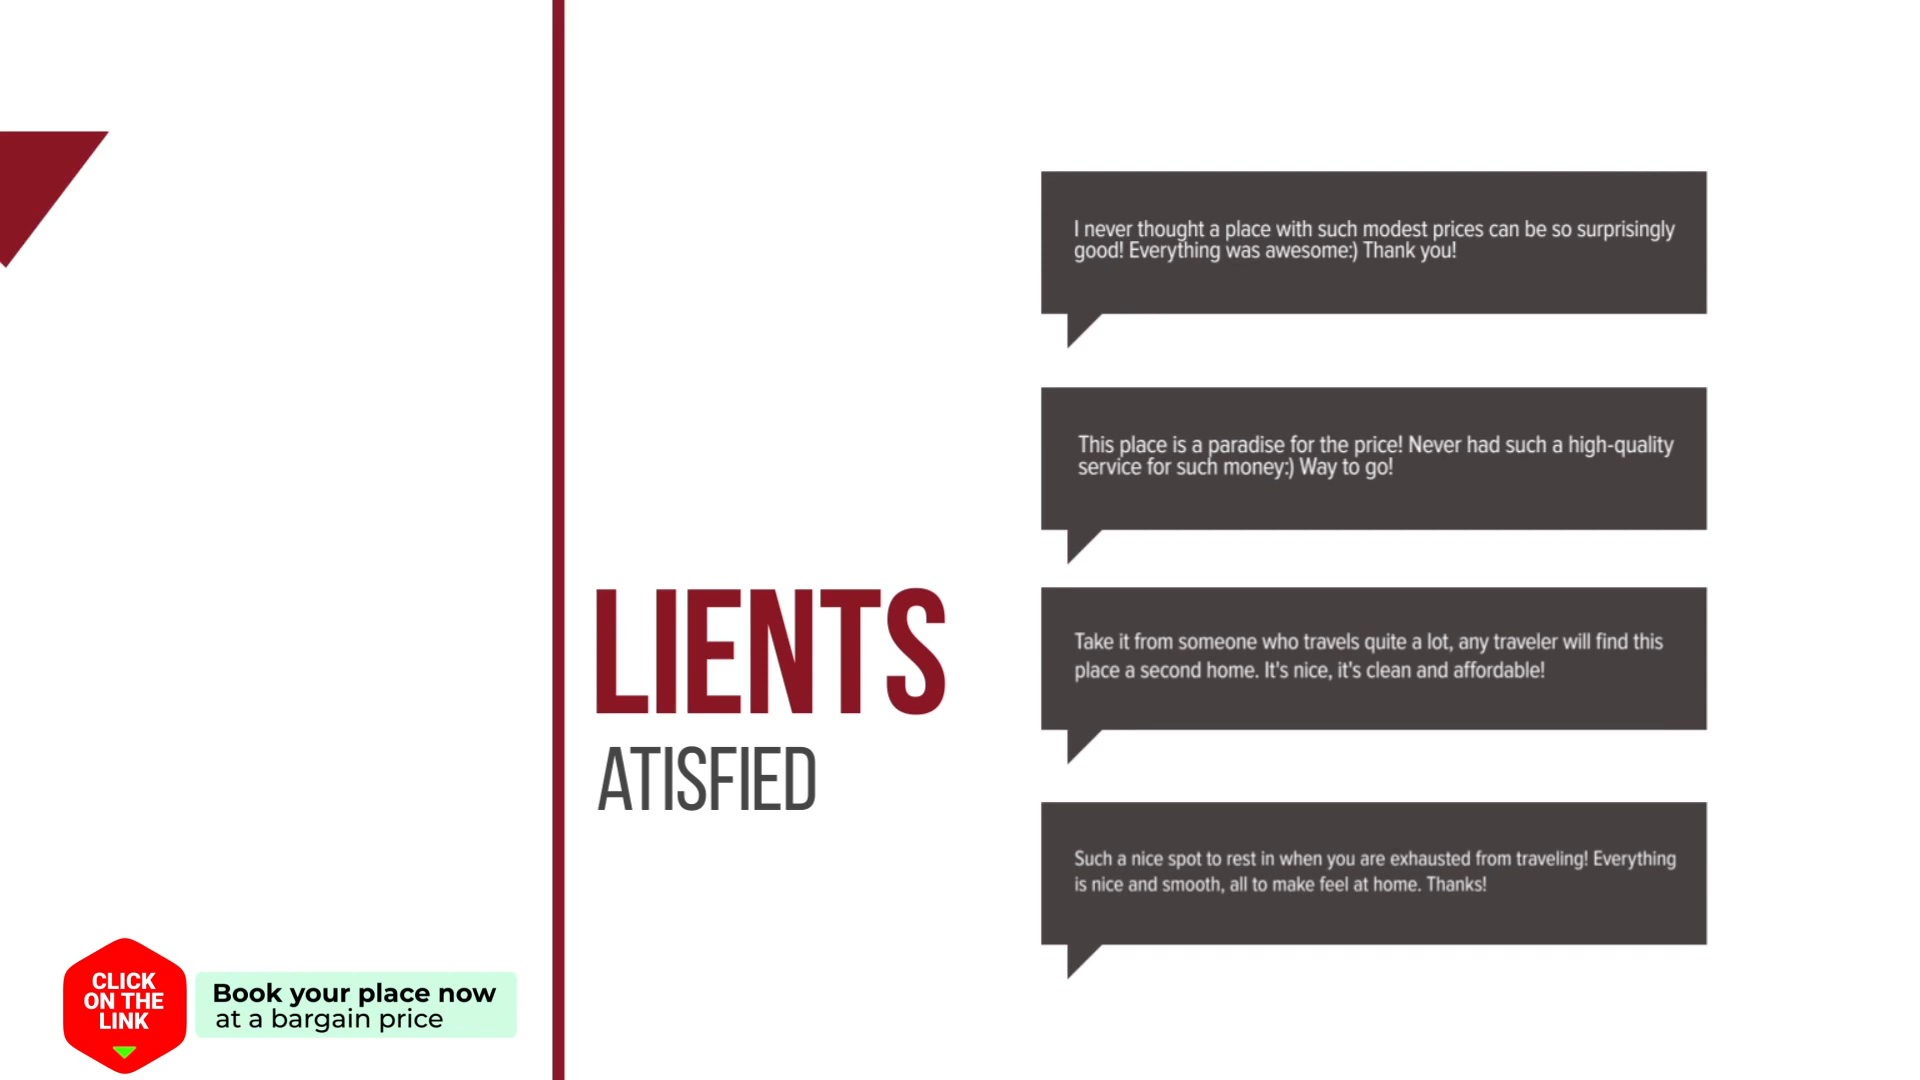 I never thought a place with such modest prices can be so surprisingly
good! Everything was awesome:) Thank you!
This place is a paradise for the price! Never had such a high-quality
service for such money:) Way to go!
LIENTS
ATISFIED
Take it from someone who travels quite a lot, any traveler will find this
place a second home. It's nice, it's clean and affordable!
Such a nice spot to rest in when you are exhausted from traveling! Everything
is nice and smooth, all to make feel at home. Thanks!
CLICK
ON THE
LINK
Book your place now
at a bargain price